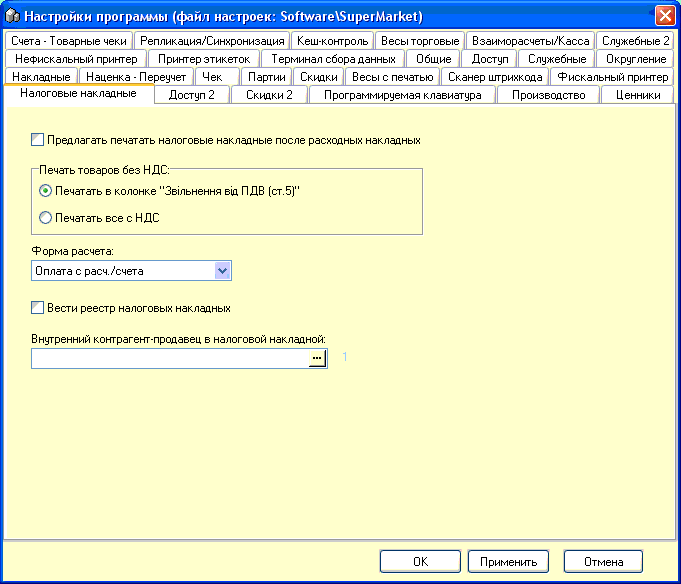 Настройки программы (файл настроек: Software\SuperMarket)
Счета - Товарные чеки Репликация/Синхронизация Кеш-контроль Весы торговые Взаиморасчеты/Касса Служебные 2
Нефискальный принтер Принтер этикеток Терминал сбора данных Общие Доступ Служебные Округление
Накладные Наценка - Переучет Чек Партии Скидки Весы с печатью Сканер штрихкода Фискальный принтер
Налоговые накладные Доступ 2 Скидки 2 Программируемая клавиатура Производство Ценники
Предлагать печатать налоговые накладные после расходных накладных
Печать товаров без НДС:
Печатать в колонке "Звільнення від ПДВ (ст.5)"
Печатать все с НДС
Форма расчета:
Оплата с расч./счета
Вести реестр налоговых накладных
Внутренний контрагент-продавец в налоговой накладной:
... 1
OK Применить Отмена